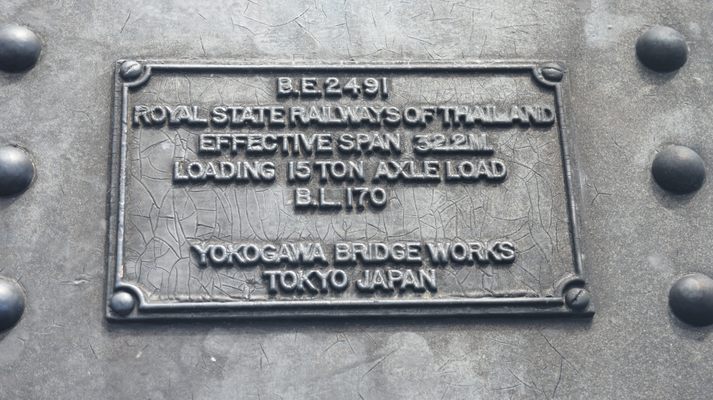 B.E.2491
ROYAL STATE RAILWAYS OF THAILAND
EFFECTIVE SPAN 32.2M.
LOADING 15 TON AXLE LOAD
B.L.170
YOKOGAWA BRIDGE WORKS
TOKYO JAPAN